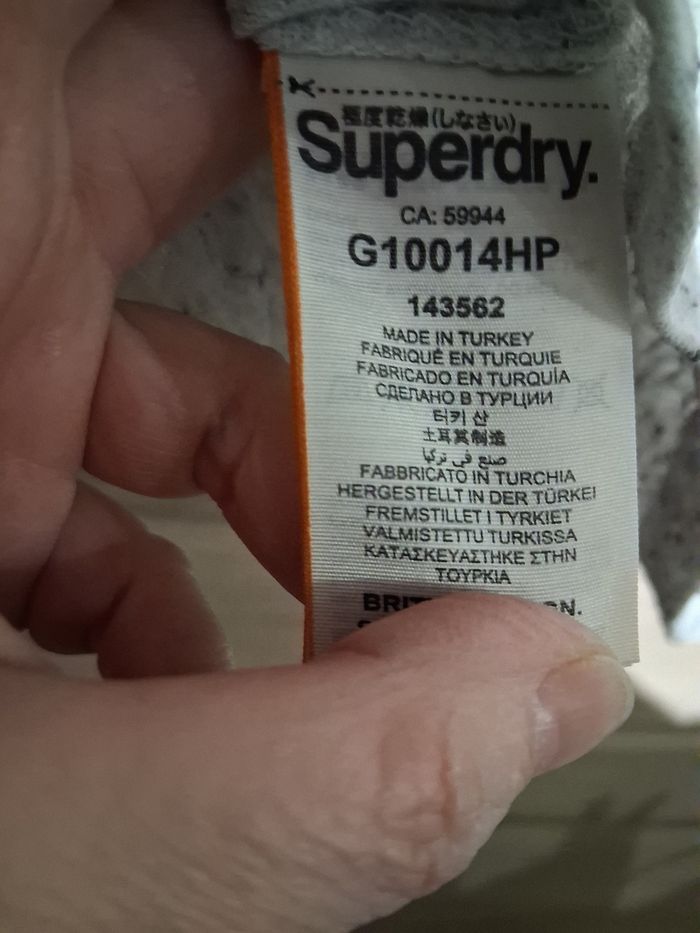 極度乾燥(しなさい)
Superdry.
CA: 59944
G10014HP
143562
MADE IN TURKEY
FABRIQUÉ EN TURQUIE
FABRICADO EN TURQUÍA
СДЕЛАНО В ТУРЦИИ
터키 산
土耳其制造
صنع في تركيا
FABBRICATO IN TURCHIA
HERGESTELLT IN DER TÜRKEI
FREMSTILLET I TYRKIET
VALMISTETTU TURKISSA
ΚΑΤΑΣΚΕΥΑΣΤΗΚΕ ΣΤΗΝ
ΤΟΥΡΚΙΑ